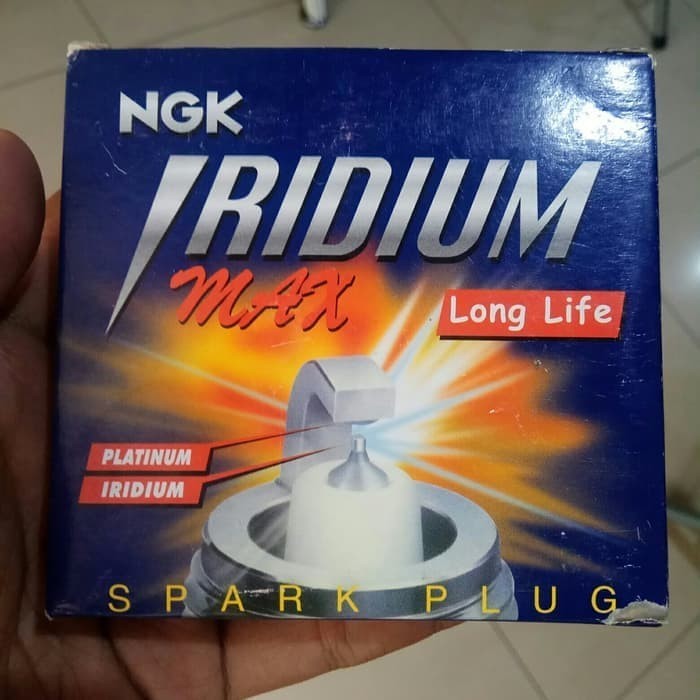 NGK
IRIDIUM
MAX
Long Life
PLATINUM
IRIDIUM
SPARK PLUG